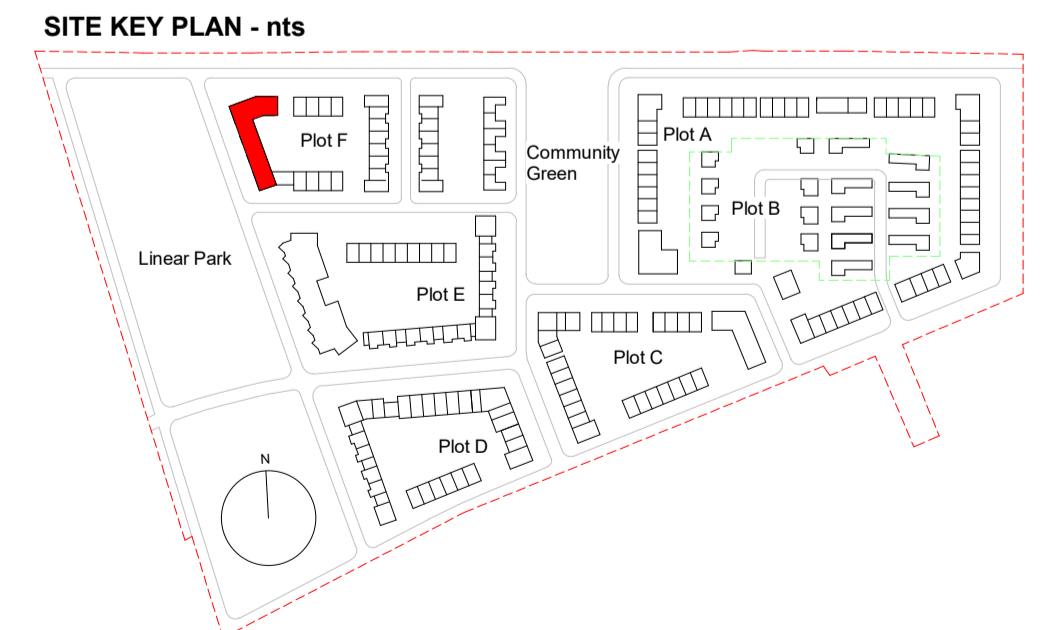 SITE KEY PLAN - nts
Plot F
Community
Green
Plot A
Plot B
Linear Park
Plot E
Plot C
Plot D
N